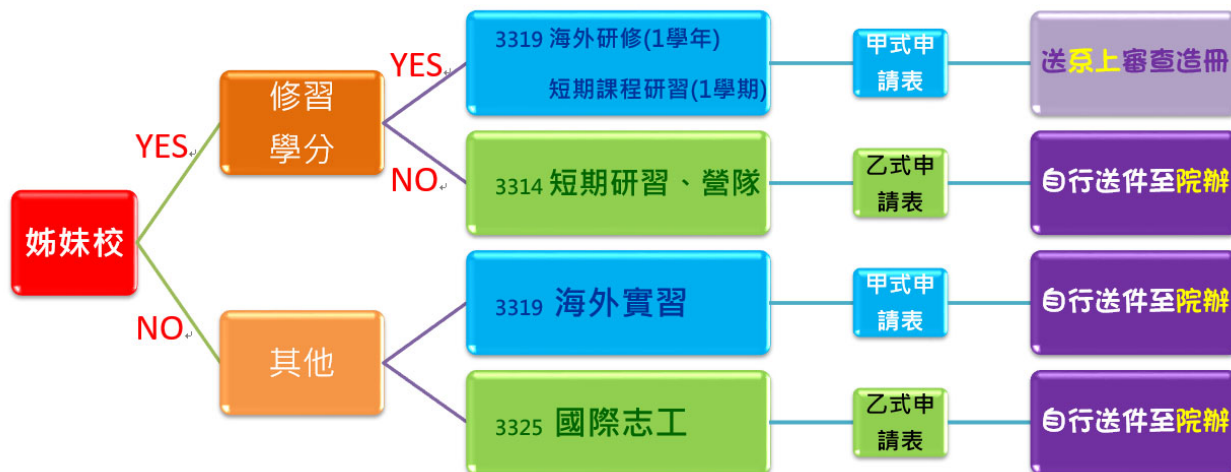 姊妹校
YES
NO
修習
學分
其他
YES
NO
3319 海外研修(1學年)
短期課程研習(1學期)
甲式申
請表
送系上審查造冊
3314 短期研習、營隊
乙式申
請表
自行送件至院辦
3319 海外實習
甲式申
請表
自行送件至院辦
3325 國際志工
乙式申
請表
自行送件至院辦